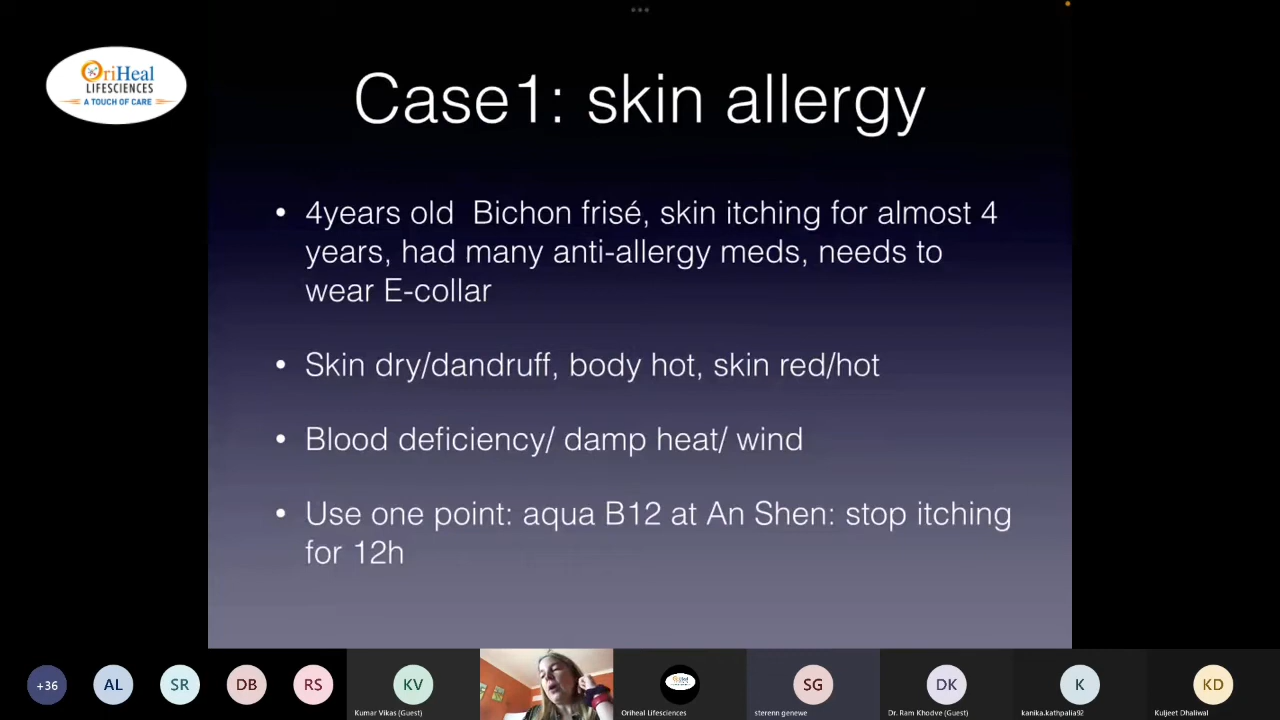 OriHeal
LIFESCIENCES
A TOUCH OF CARE
Case1: skin allergy
• 4years old  Bichon frisé, skin itching for almost 4
years, had many anti-allergy meds, needs to
wear E-collar
• Skin dry/dandruff, body hot, skin red/hot
• Blood deficiency/ damp heat/ wind
• Use one point: aqua B12 at An Shen: stop itching
for 12h
+36
AL
SR
DB
RS
KV
SG
DK
K
KD
Kumar Vikas (Guest)
Oriheal Lifesciences
sterenn genewe
Dr. Ram Khodve (Guest)
kanika.kathpalia92
Kuljeet Dhaliwal